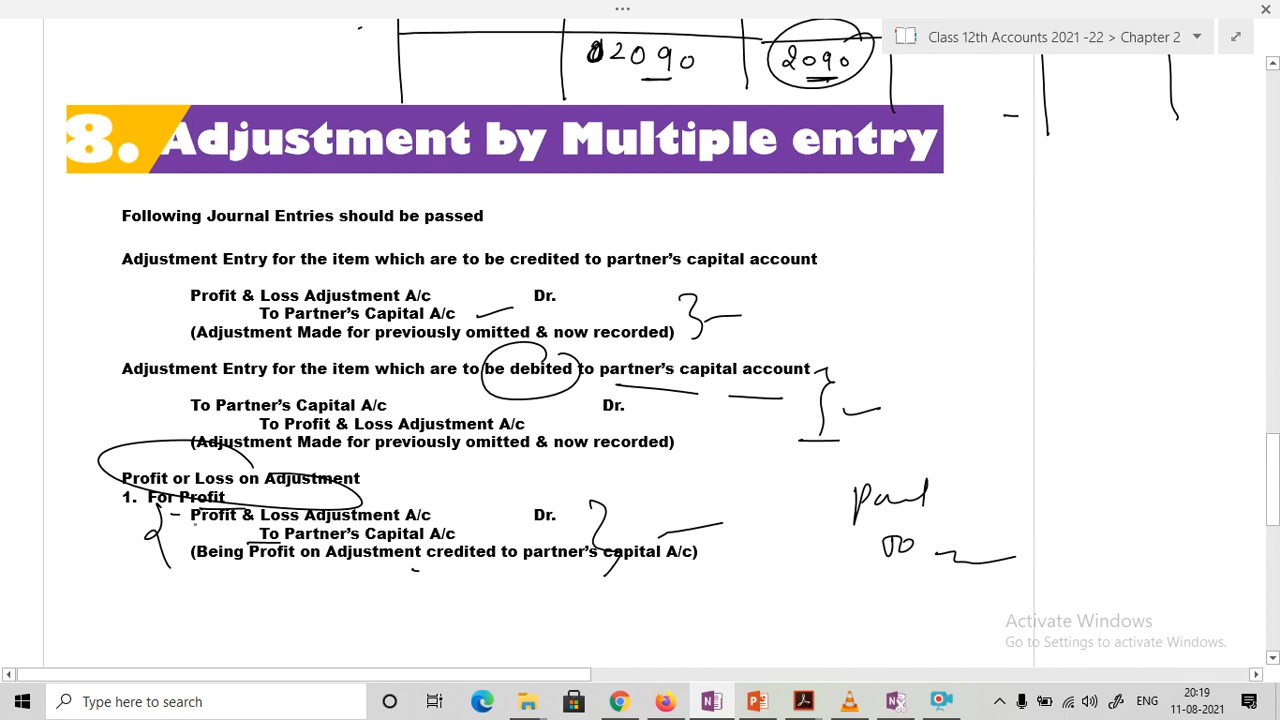 Class 12th Accounts 2021 -22 > Chapter 2
2090
2090
8. Adjustment by Multiple entry
Following Journal Entries should be passed
Adjustment Entry for the item which are to be credited to partner's capital account
Profit & Loss Adjustment A/c Dr.
To Partner's Capital A/c
(Adjustment Made for previously omitted & now recorded)
Adjustment Entry for the item which are to be debited to partner's capital account
To Partner's Capital A/c Dr.
To Profit & Loss Adjustment A/c
(Adjustment Made for previously omitted & now recorded)
Profit or Loss on Adjustment
1. For Profit
Profit & Loss Adjustment A/c Dr.
To Partner's Capital A/c
(Being Profit on Adjustment credited to partner's capital A/c)
Activate Windows
Go to Settings to activate Windows.
Type here to search
ENG
20:19
11-08-2021